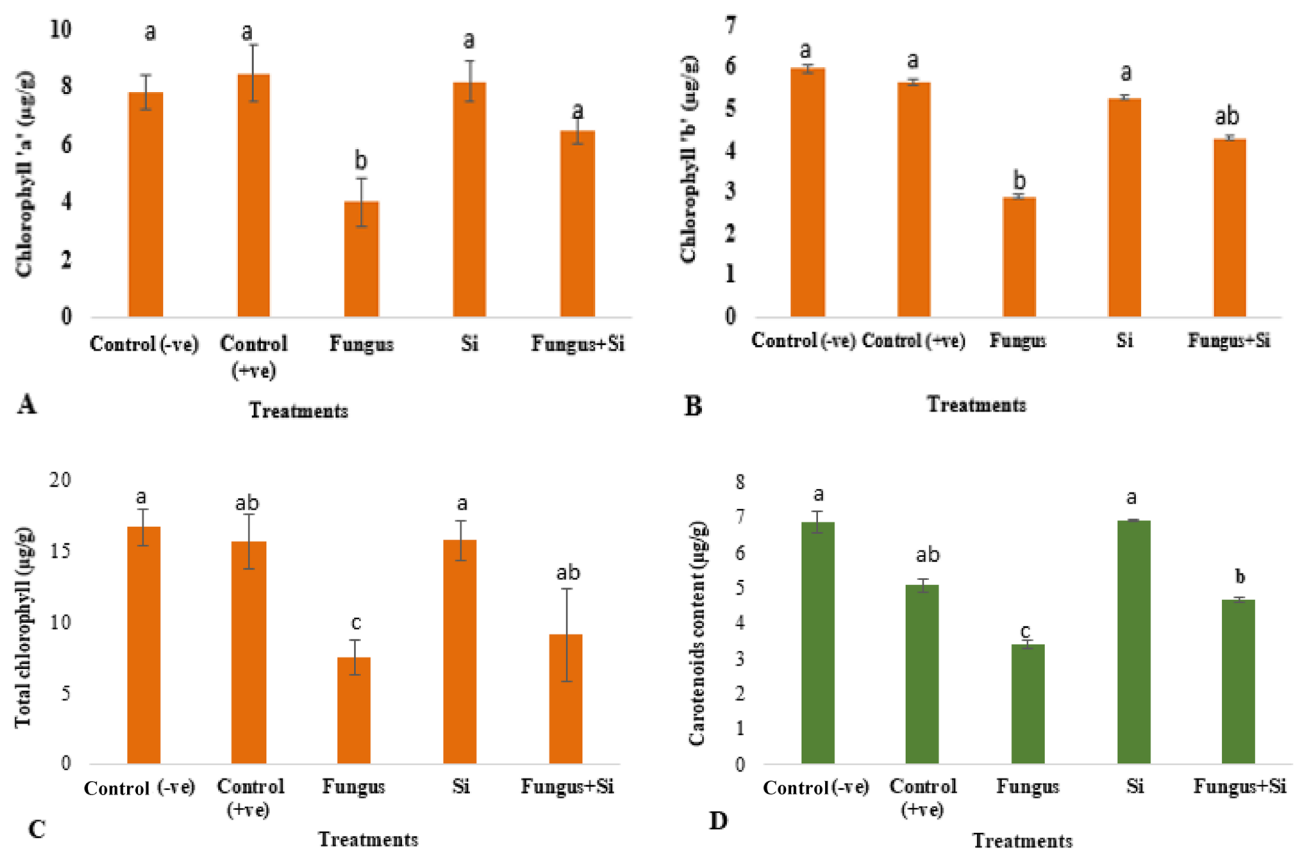 Chlorophyll 'a' (µg/g)
10
8
6
4
2
0
a
a
b
a
a
Control (-ve)
Control
(+ve)
Fungus
Si
Fungus+Si
A
Treatments
Chlorophyll 'b' (µg/g)
7
6
5
4
3
2
1
0
a
a
b
a
ab
Control (-ve)
Control (+ve)
Fungus
Si
Fungus+Si
B
Treatments
Total chlorophyll (µg/g)
20
15
10
5
0
a
ab
c
a
ab
Control (-ve)
Control
(+ve)
Fungus
Si
Fungus+Si
C
Treatments
Carotenoids content (µg/g)
8
7
6
5
4
3
2
1
0
a
ab
c
a
b
Control (-ve)
Control
(+ve)
Fungus
Si
Fungus+Si
D
Treatments